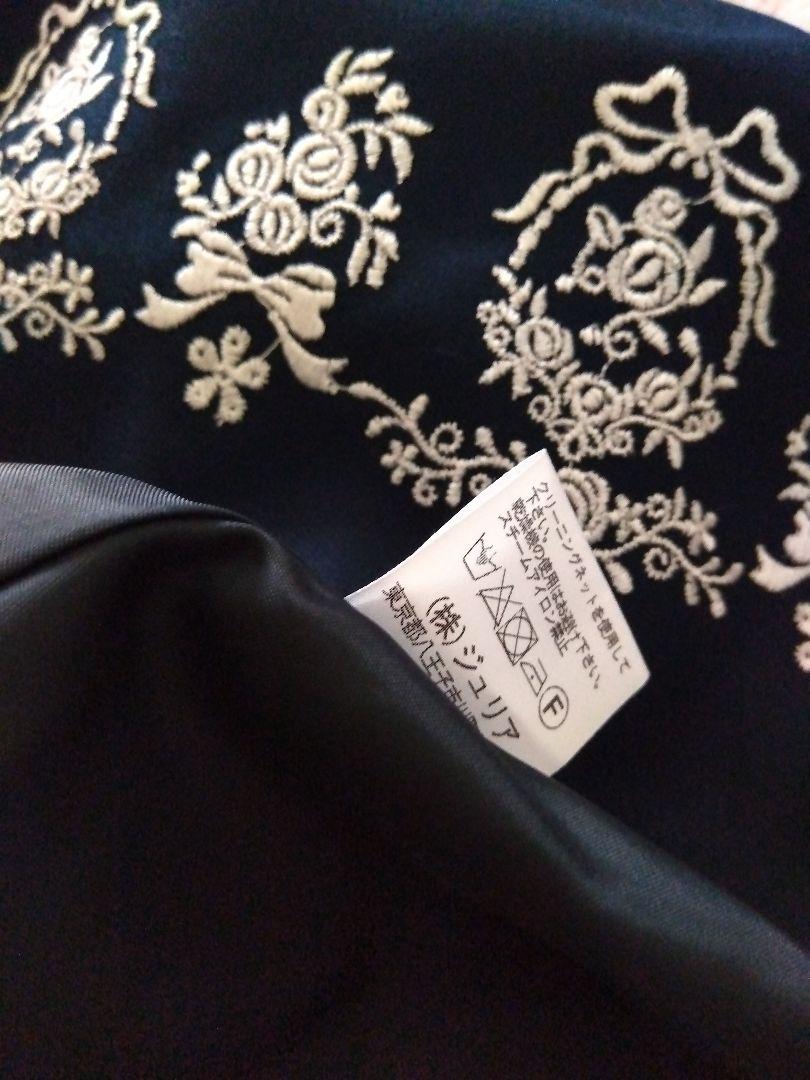 クリーニングネットを使用して
下さい。
乾燥機の使用はお避け下さい。
スチームアイロン禁止
F
(株)ジュリア
東京都八王子市